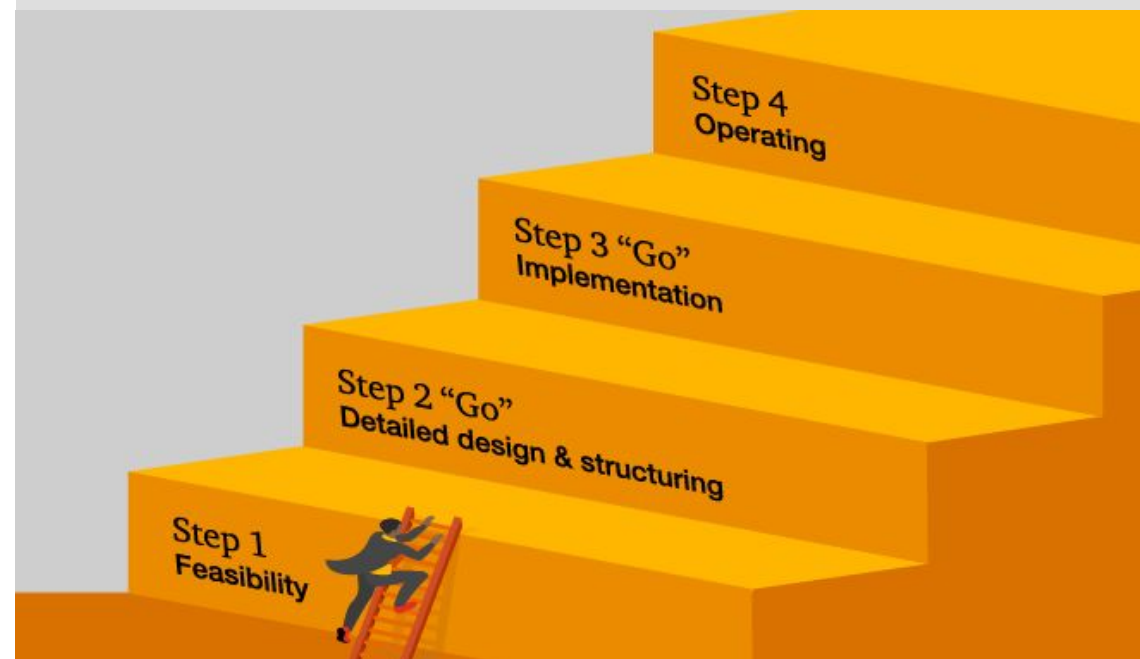 Step 4
Operating
Step 3 “Go”
Implementation
Step 2 “Go”
Detailed design & structuring
Step 1
Feasibility